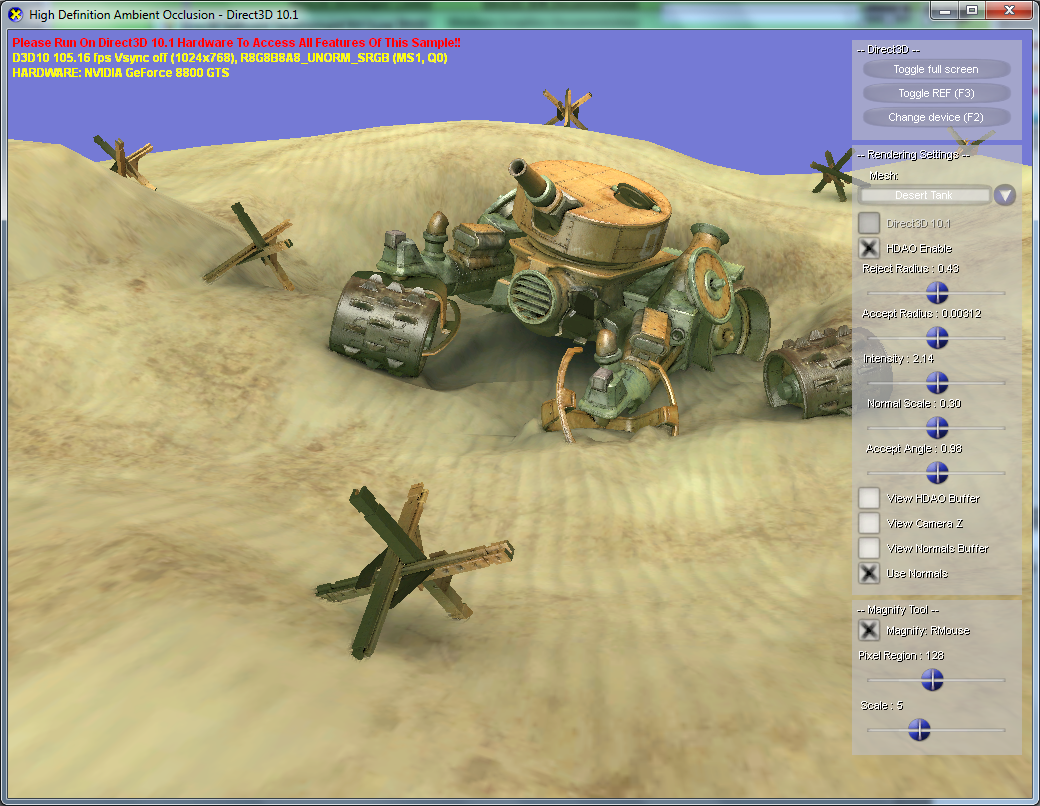 High Definition Ambient Occlusion - Direct3D 10.1
Please Run On Direct3D 10.1 Hardware To Access All Features Of This Sample!!
D3D10 105.16 fps Vsync off (1024x768), R8G8B8A8_UNORM_SRGB (MS1, Q0)
HARDWARE: NVIDIA GeForce 8800 GTS
-- Direct3D --
Toggle full screen
Toggle REF (F3)
Change device (F2)
-- Rendering Settings --
Mesh:
Desert Tank
Direct3D 10.1
HDAO Enable
Reject Radius : 0.43
Accept Radius : 0.00312
Intensity : 2.14
Normal Scale : 0.30
Accept Angle : 0.98
View HDAO Buffer
View Camera Z
View Normals Buffer
Use Normals
-- Magnify Tool --
Magnify: RMouse
Pixel Region : 128
Scale : 5